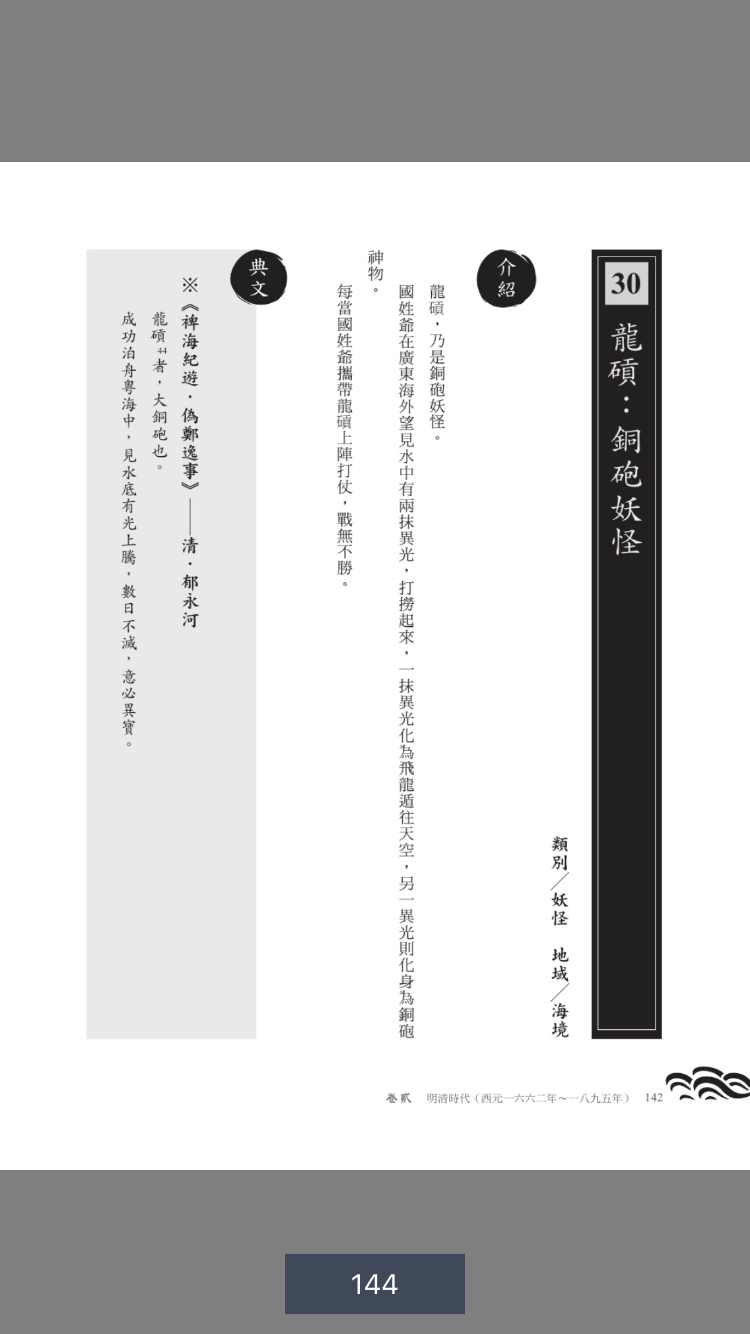 30
龍碽：銅砲妖怪
類別／妖怪　地域／海境
介紹
龍碽，乃是銅砲妖怪。
國姓爺在廣東海外望見水中有兩抹異光，打撈起來，一抹異光化為飛龍遁往天空，另一異光則化身為銅砲
神物。
每當國姓爺攜帶龍碽上陣打仗，戰無不勝。
典文
※《裨海紀遊．偽鄭逸事》——清．郁永河
龍碽44者，大銅砲也。
成功泊舟粵海中，見水底有光上騰，數日不滅，意必異寶。
卷貳　明清時代（西元一六六二年～一八九五年）　142
144